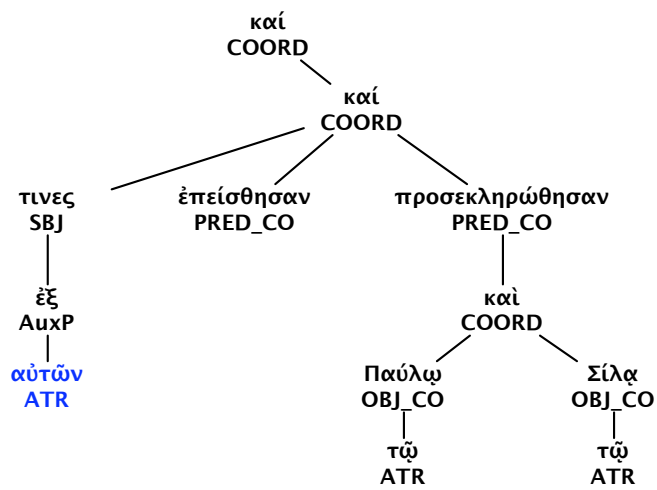 καί
COORD
καί
COORD
τινες ἐπείσθησαν προσεκληρώθησαν
SBJ PRED_CO PRED_CO
ἐξ καὶ
AuxP COORD
αὐτῶν Παύλῳ Σίλᾳ
ATR OBJ_CO OBJ_CO
τῷ τῷ
ATR ATR